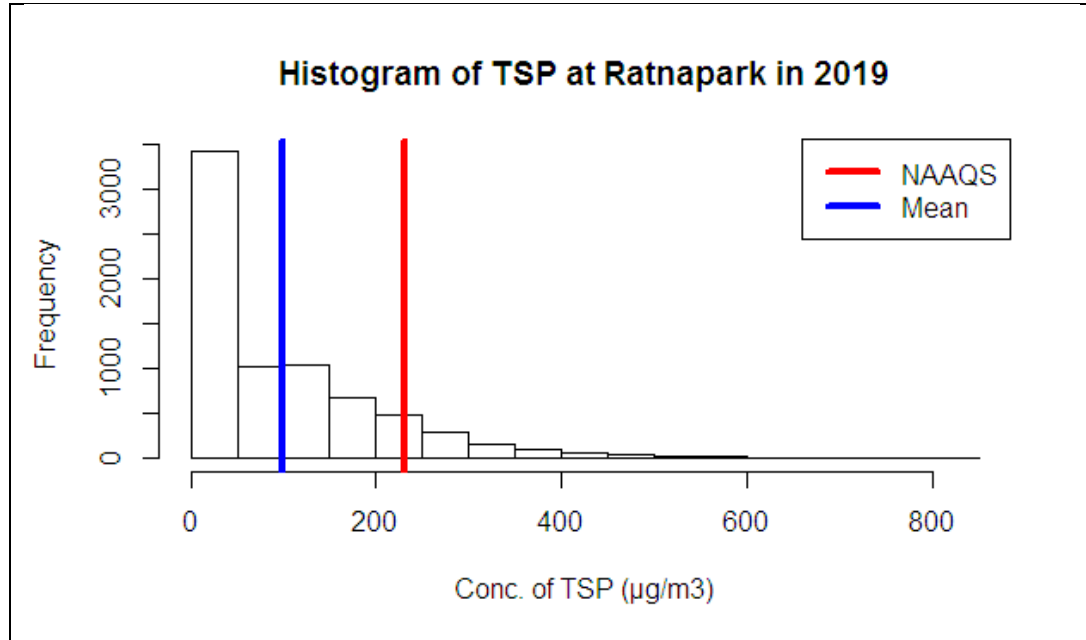 Histogram of TSP at Ratnapark in 2019
NAAQS
Mean
Frequency
3000
2000
1000
0
0 200 400 600 800
Conc. of TSP (µg/m3)